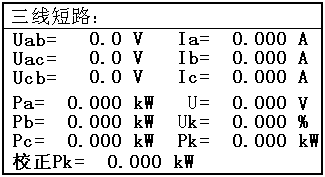 三线短路:
Uab= 0.0 V Ia= 0.000 A
Uac= 0.0 V Ib= 0.000 A
Ucb= 0.0 V Ic= 0.000 A
Pa= 0.000 kW U= 0.000 V
Pb= 0.000 kW Uk= 0.000 %
Pc= 0.000 kW Pk= 0.000 kW
校正Pk= 0.000 kW